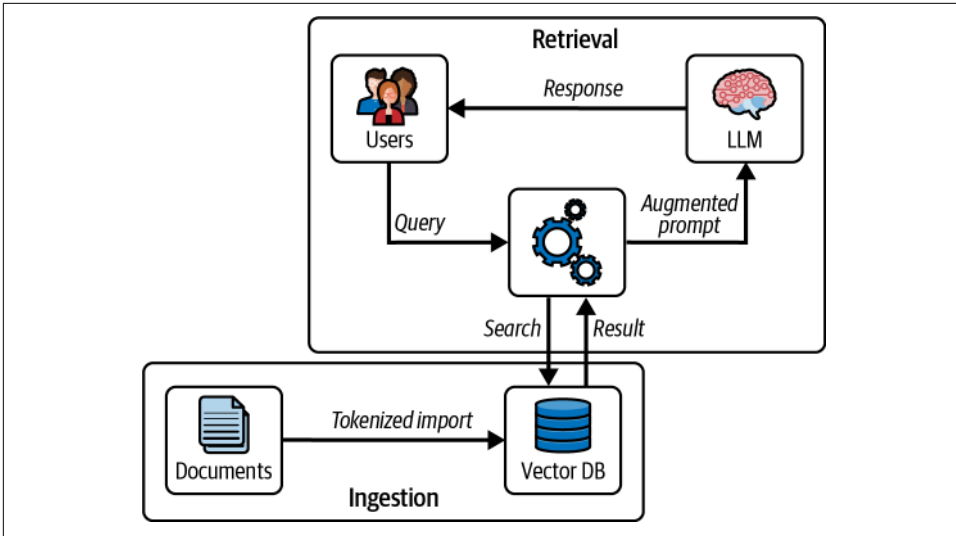 Retrieval
Users
Response
LLM
Query
Augmented
prompt
Search
Result
Documents
Tokenized import
Vector DB
Ingestion